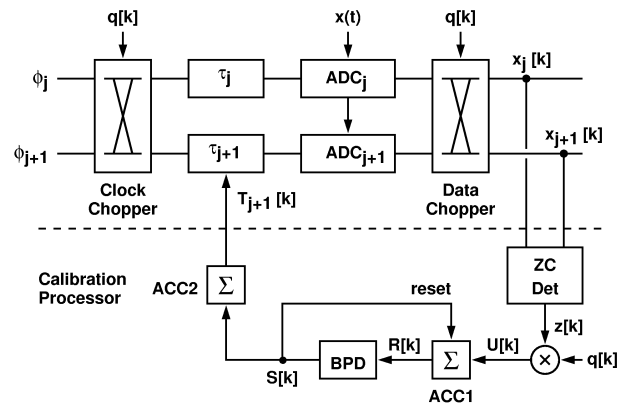 q[k] x(t) q[k]
ϕj τj ADCj xj [k]
ϕj+1 τj+1 ADCj+1 xj+1 [k]
Clock
Chopper
Data
Chopper
Tj+1 [k]
Calibration
Processor
ACC2 Σ reset
ZC
Det
z[k]
S[k] BPD R[k] Σ U[k] × q[k]
ACC1